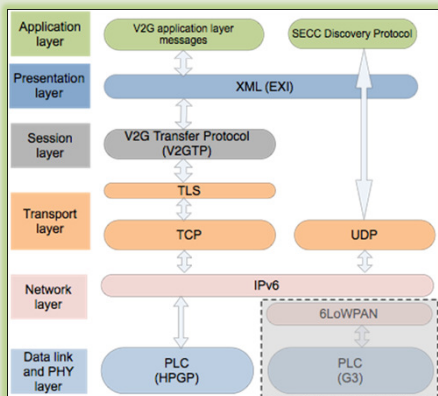 Application
layer
V2G application layer
messages
SECC Discovery Protocol
Presentation
layer
XML (EXI)
Session
layer
V2G Transfer Protocol
(V2GTP)
TLS
Transport
layer
TCP
UDP
Network
layer
IPv6
6LoWPAN
Data link
and PHY
layer
PLC
(HPGP)
PLC
(G3)